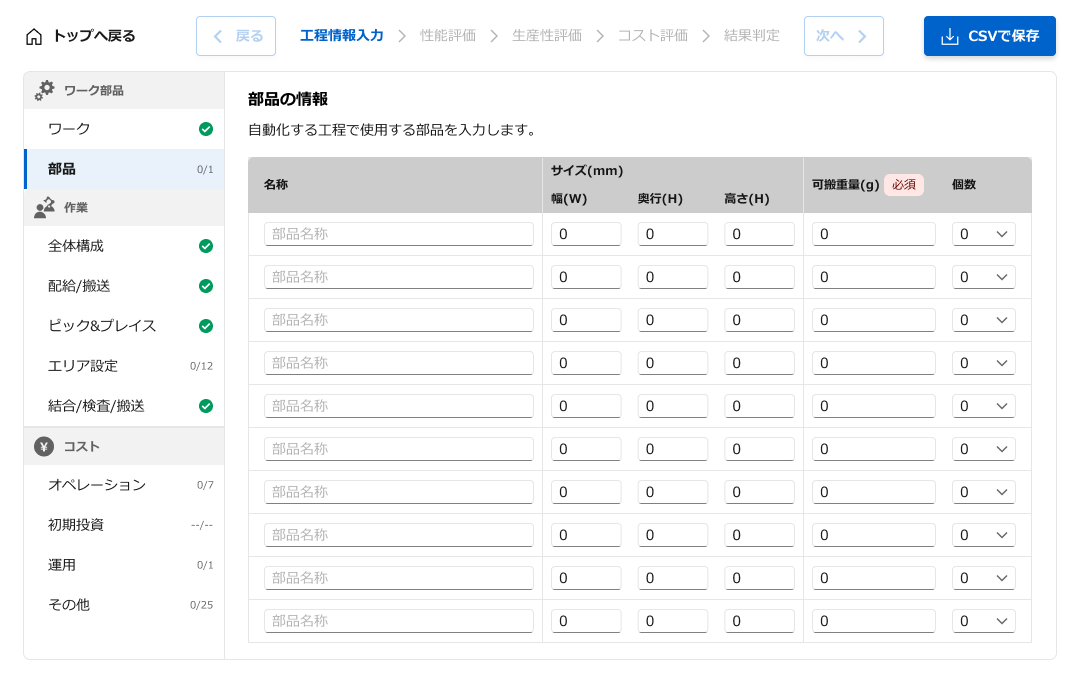 トップへ戻る
戻る
工程情報入力
性能評価
生産性評価
コスト評価
結果判定
次へ
CSVで保存
ワーク部品
ワーク
部品 0/1
作業
全体構成
配給/搬送
ピック&プレイス
エリア設定 0/12
結合/検査/搬送
¥ コスト
オペレーション 0/7
初期投資 --/--
運用 0/1
その他 0/25
部品の情報
自動化する工程で使用する部品を入力します。
名称 サイズ(mm) 可搬重量(g) 必須 個数
幅(W) 奥行(H) 高さ(H)
部品名称 0 0 0 0 0
部品名称 0 0 0 0 0
部品名称 0 0 0 0 0
部品名称 0 0 0 0 0
部品名称 0 0 0 0 0
部品名称 0 0 0 0 0
部品名称 0 0 0 0 0
部品名称 0 0 0 0 0
部品名称 0 0 0 0 0
部品名称 0 0 0 0 0